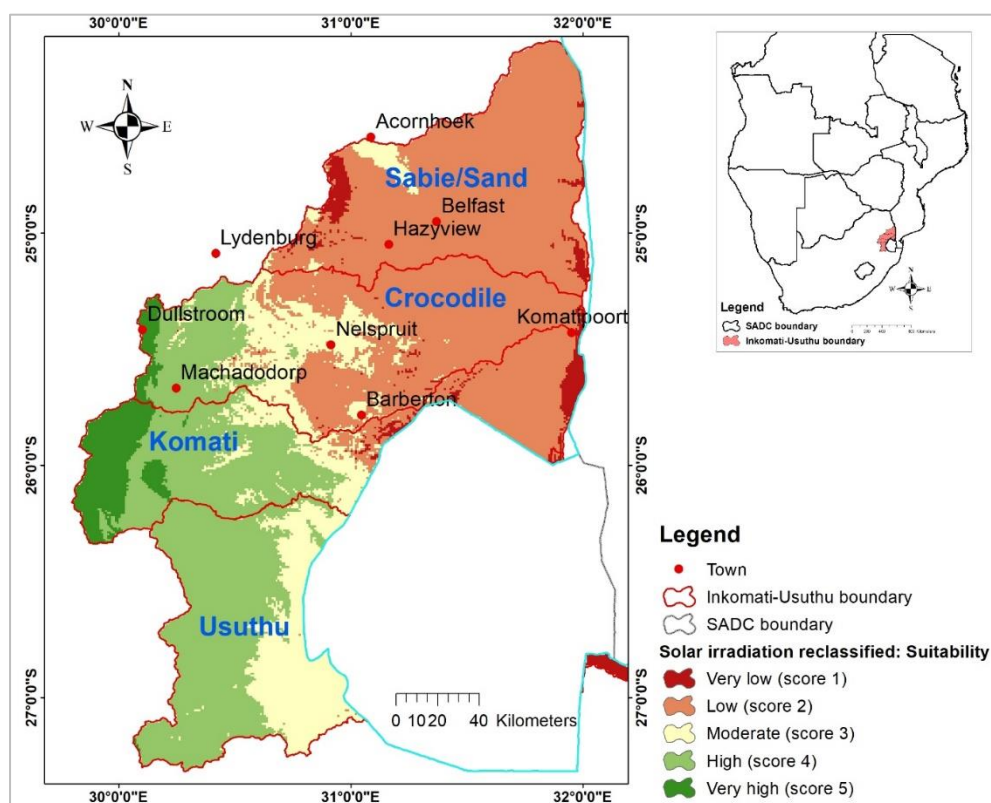 30°0'0"E 31°0'0"E 32°0'0"E
N
W E
S
Acornhoek
Sabie/Sand
Belfast
Hazyview
Lydenburg
25°0'0"S
25°0'0"S
Crocodile
Dullstroom
Nelspruit
Komatipoort
Machadodorp
Barberton
Komati
26°0'0"S
26°0'0"S
Usuthu
27°0'0"S
27°0'0"S
0 10 20 40 Kilometers
30°0'0"E 31°0'0"E 32°0'0"E
Legend
SADC boundary
Inkomati-Usuthu boundary
N
S
Legend
Town
Inkomati-Usuthu boundary
SADC boundary
Solar irradiation reclassified: Suitability
Very low (score 1)
Low (score 2)
Moderate (score 3)
High (score 4)
Very high (score 5)